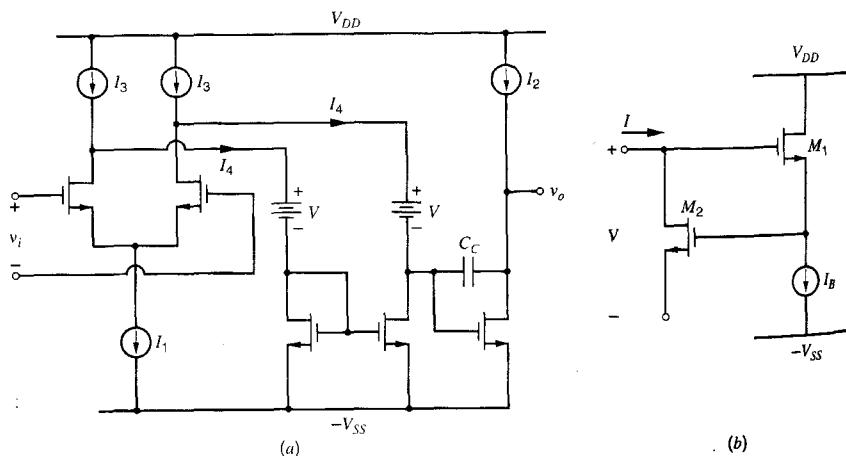 V_DD
I_3
I_3
I_2
I_4
I_4
+
V
−
+
V
−
C_C
v_o
+
v_i
−
I_1
−V_SS
(a)
V_DD
I
+
M_1
M_2
V
I_B
−
−V_SS
(b)